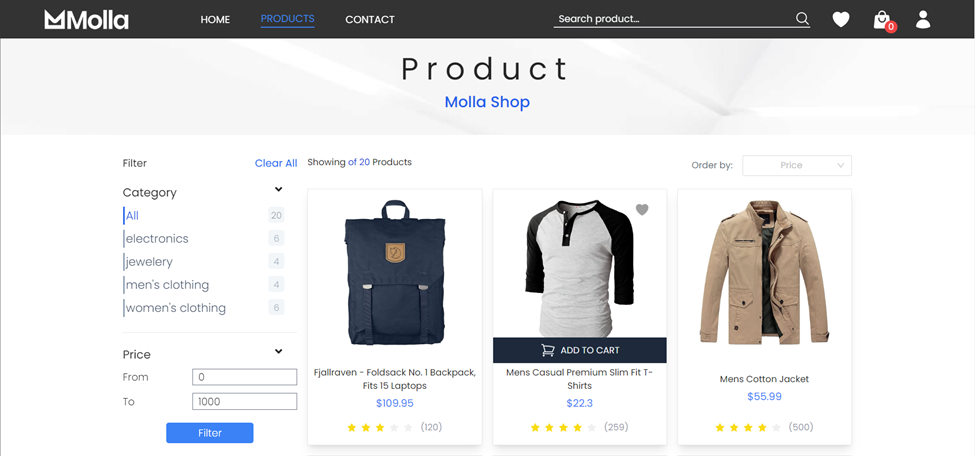 Molla
HOME
PRODUCTS
CONTACT
Search product...
0
Product
Molla Shop
Filter
Clear All
Showing of 20 Products
Order by:
Price
Category
All
20
electronics
6
jewelery
4
men's clothing
4
women's clothing
6
Price
From
0
To
1000
Filter
Fjallraven - Foldsack No. 1 Backpack,
Fits 15 Laptops
$109.95
(120)
ADD TO CART
Mens Casual Premium Slim Fit T-
Shirts
$22.3
(259)
Mens Cotton Jacket
$55.99
(500)